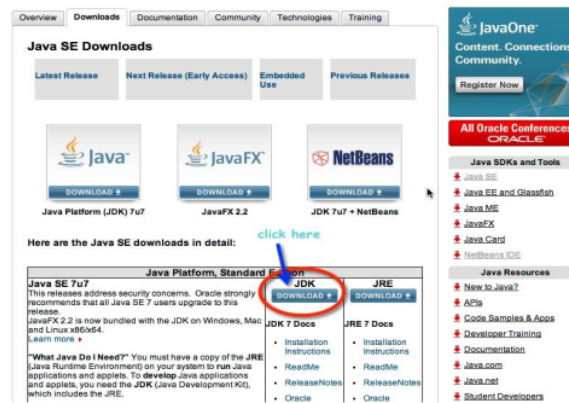 Overview Downloads Documentation Community Technologies Training
Java SE Downloads
Latest Release
Next Release (Early Access)
Embedded
Use
Previous Releases
Java
DOWNLOAD
Java Platform (JDK) 7u7
JavaFX
DOWNLOAD
JavaFX 2.2
NetBeans
DOWNLOAD
JDK 7u7 + NetBeans
click here
Here are the Java SE downloads in detail:
Java Platform, Standard Edition
Java SE 7u7
This releases address security concerns. Oracle strongly
recommends that all Java SE 7 users upgrade to this
release.
JavaFX 2.2 is now bundled with the JDK on Windows, Mac
and Linux x86/x64.
Learn more
"What Java Do I Need?" You must have a copy of the JRE
(Java Runtime Environment) on your system to run Java
applications and applets. To develop Java applications
and applets, you need the JDK (Java Development Kit),
which includes the JRE.
JDK
DOWNLOAD
JDK 7 Docs
Installation
Instructions
ReadMe
ReleaseNotes
Oracle
JRE
DOWNLOAD
JRE 7 Docs
Installation
Instructions
ReadMe
ReleaseNotes
Oracle
JavaOne
Content. Connections
Community.
Register Now
All Oracle Conferences
ORACLE
Java SDKs and Tools
Java SE
Java EE and Glassfish
Java ME
JavaFX
Java Card
NetBeans IDE
Java Resources
New to Java?
APIs
Code Samples & Apps
Developer Training
Documentation
Java.com
Java.net
Student Developers